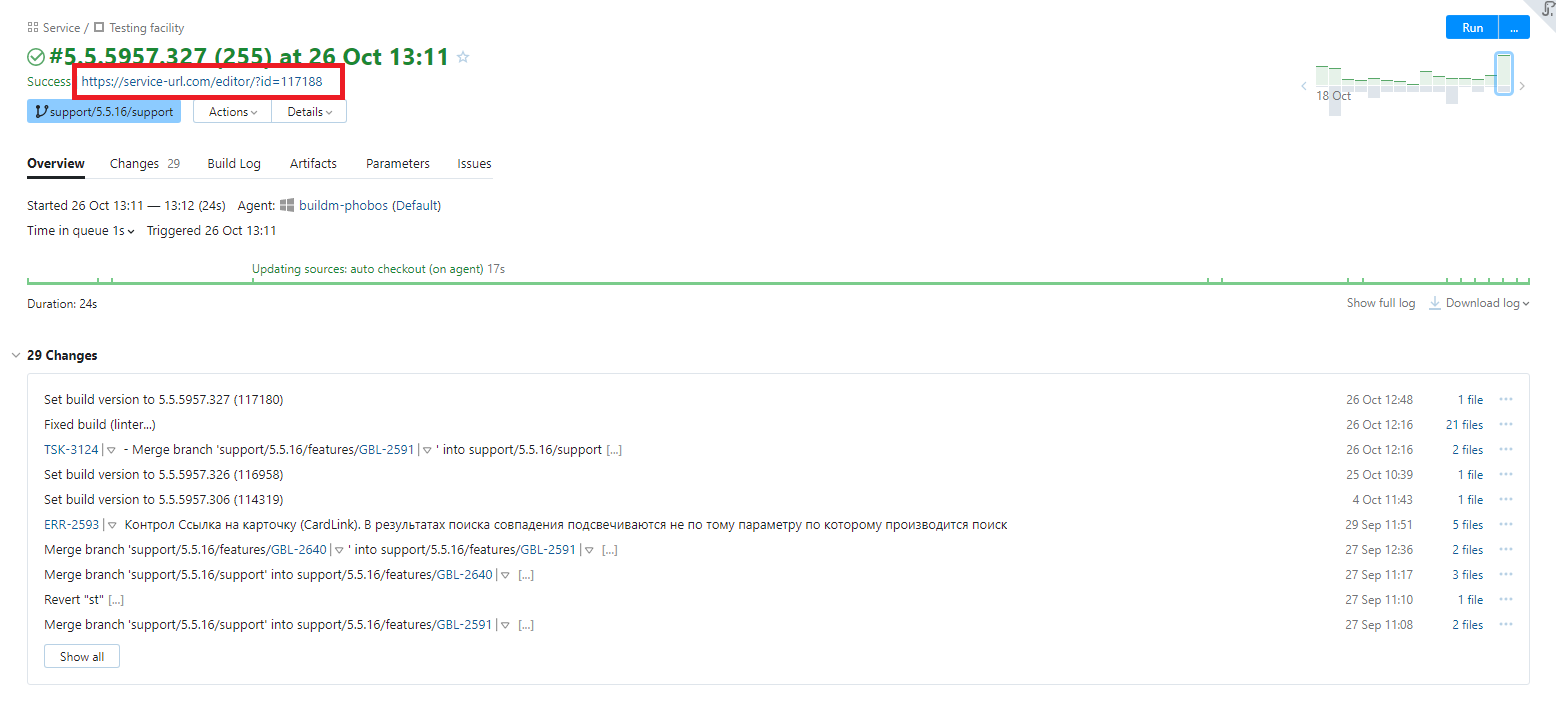 Service / Testing facility
Run ...
#5.5.5957.327 (255) at 26 Oct 13:11
Success https://service-url.com/editor/?id=117188
18 Oct
support/5.5.16/support Actions Details
Overview Changes 29 Build Log Artifacts Parameters Issues
Started 26 Oct 13:11 — 13:12 (24s) Agent: buildm-phobos (Default)
Time in queue 1s Triggered 26 Oct 13:11
Updating sources: auto checkout (on agent) 17s
Duration: 24s Show full log Download log
29 Changes
Set build version to 5.5.5957.327 (117180) 26 Oct 12:48 1 file
Fixed build (linter...) 26 Oct 12:16 21 files
TSK-3124 - Merge branch 'support/5.5.16/features/GBL-2591 ' into support/5.5.16/support [...] 26 Oct 12:16 2 files
Set build version to 5.5.5957.326 (116958) 25 Oct 10:39 1 file
Set build version to 5.5.5957.306 (114319) 4 Oct 11:43 1 file
ERR-2593 Контрол Ссылка на карточку (CardLink). В результатах поиска совпадения подсвечиваются не по тому параметру по которому производится поиск 29 Sep 11:51 5 files
Merge branch 'support/5.5.16/features/GBL-2640 ' into support/5.5.16/features/GBL-2591 [...] 27 Sep 12:36 2 files
Merge branch 'support/5.5.16/support' into support/5.5.16/features/GBL-2640 [...] 27 Sep 11:17 3 files
Revert "st" [...] 27 Sep 11:10 1 file
Merge branch 'support/5.5.16/support' into support/5.5.16/features/GBL-2591 [...] 27 Sep 11:08 2 files
Show all